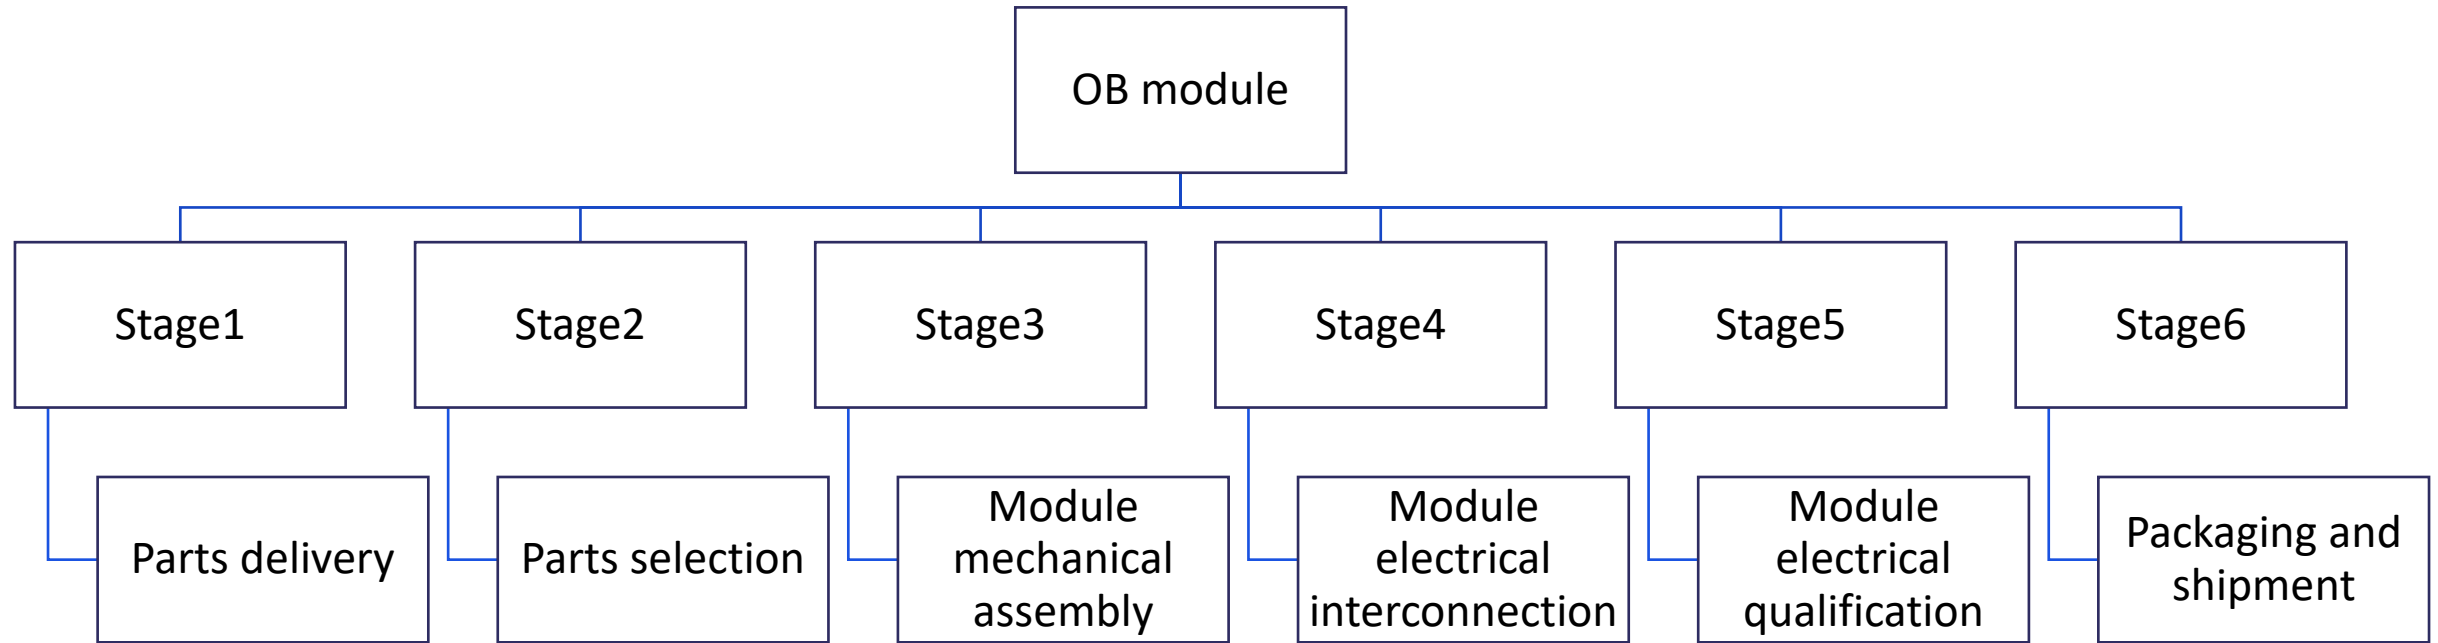 OB module
Stage1
Stage2
Stage3
Stage4
Stage5
Stage6
Parts delivery
Parts selection
Module
mechanical
assembly
Module
electrical
interconnection
Module
electrical
qualification
Packaging and
shipment